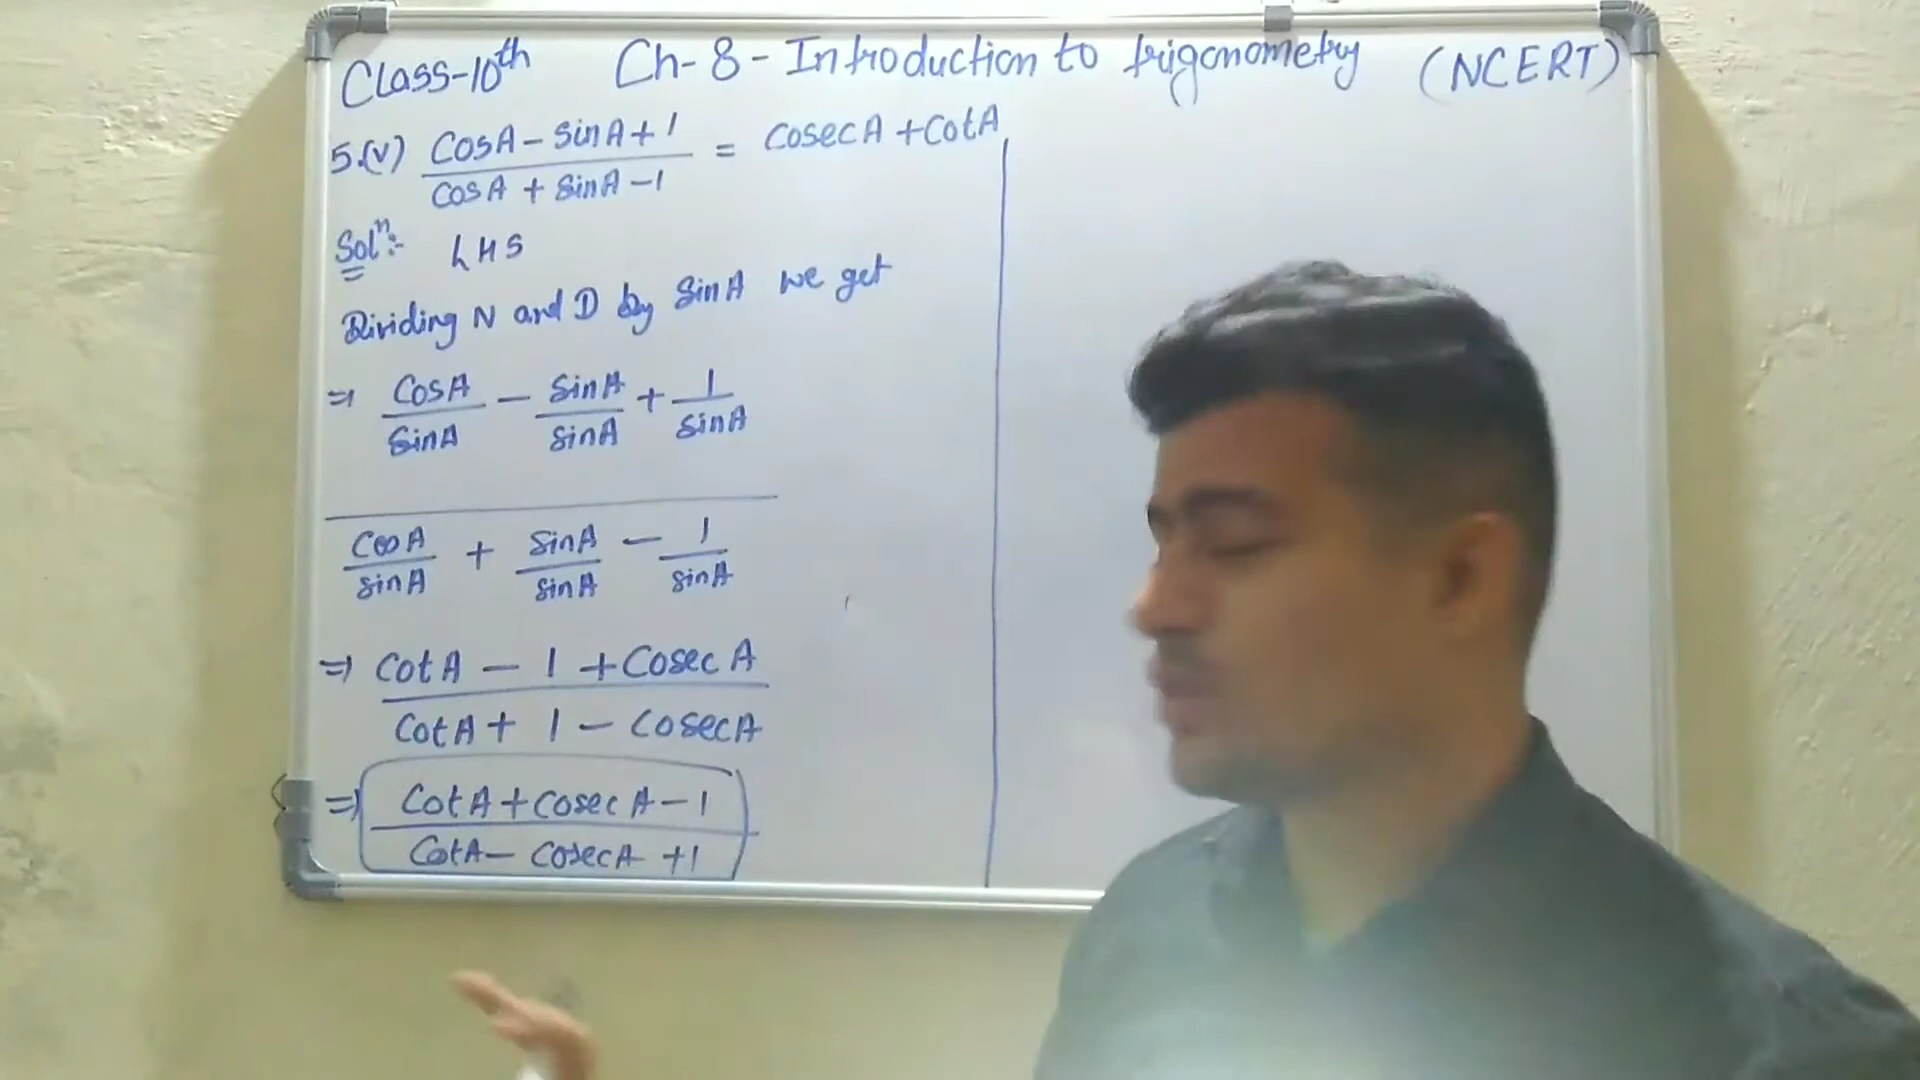 Class-10th Ch-8-Introduction to trigonometry (NCERT)
5.(v) CosA-SinA+1 = CosecA+CotA
CosA+SinA-1
Solⁿ:- LHS
Dividing N and D by SinA we get
⇒ CosA - SinA + 1
SinA SinA SinA
CosA + SinA - 1
SinA SinA SinA
⇒ CotA - 1 + CosecA
CotA + 1 - CosecA
⇒ CotA+CosecA-1
CotA-CosecA+1